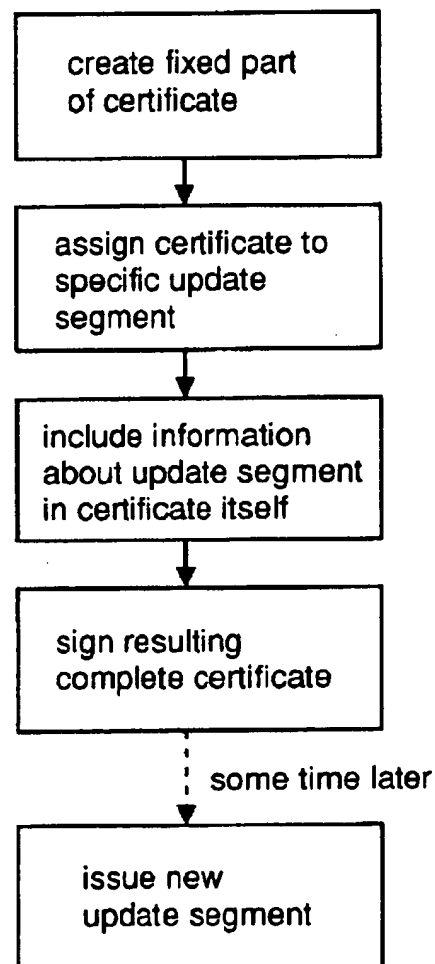 create fixed part
of certificate
assign certificate to
specific update
segment
include information
about update segment
in certificate itself
sign resulting
complete certificate
some time later
issue new
update segment